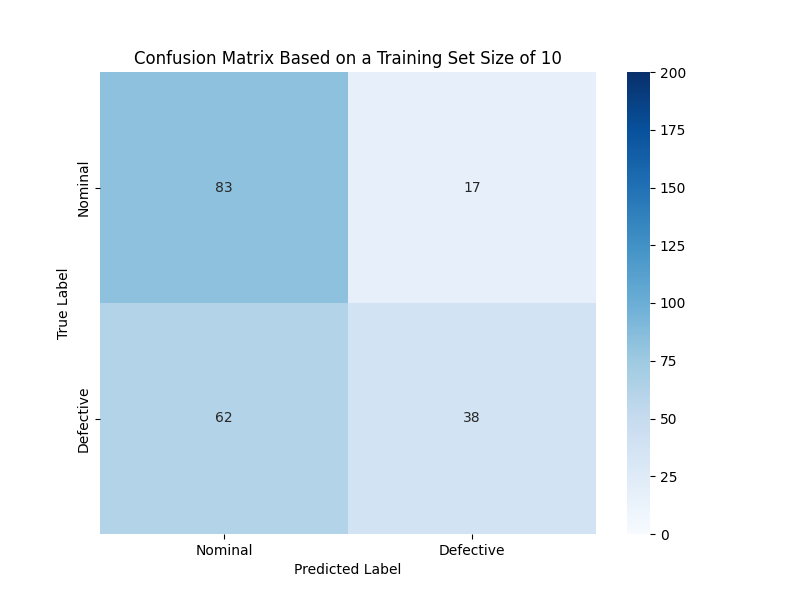 Confusion Matrix Based on a Training Set Size of 10
True Label
Nominal
Defective
83
17
62
38
Nominal
Defective
Predicted Label
200
175
150
125
100
75
50
25
0